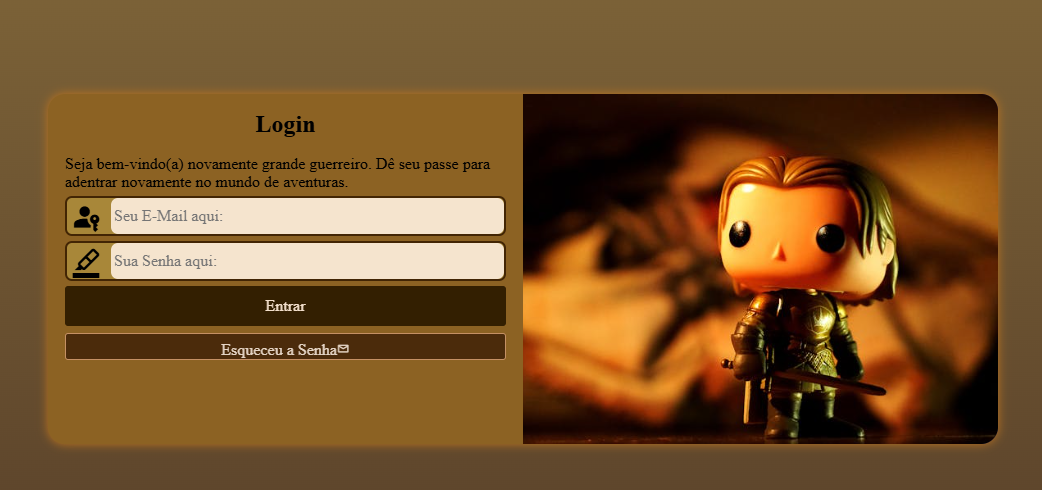 Login
Seja bem-vindo(a) novamente grande guerreiro. Dê seu passe para
adentrar novamente no mundo de aventuras.
Seu E-Mail aqui:
Sua Senha aqui:
Entrar
Esqueceu a Senha